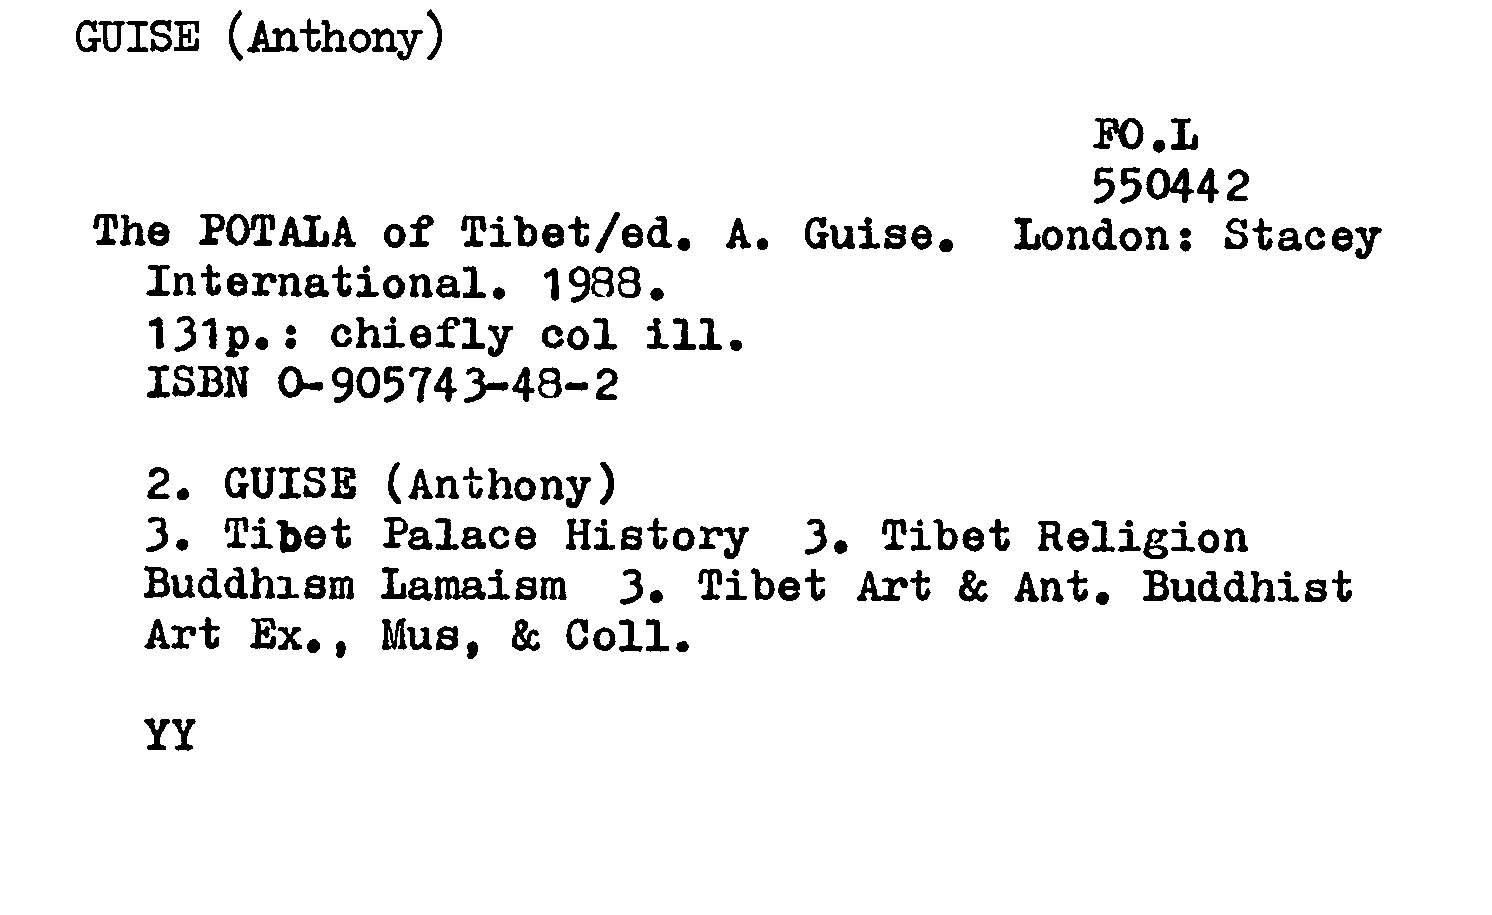 GUISE (Anthony)
FO.L
550442
The POTALA of Tibet/ed. A. Guise. London: Stacey
International. 1988.
131p.: chiefly col ill.
ISBN 0-905743-48-2
2. GUISE (Anthony)
3. Tibet Palace History 3. Tibet Religion
Buddhism Lamaism 3. Tibet Art & Ant. Buddhist
Art Ex., Mus, & Coll.
YY